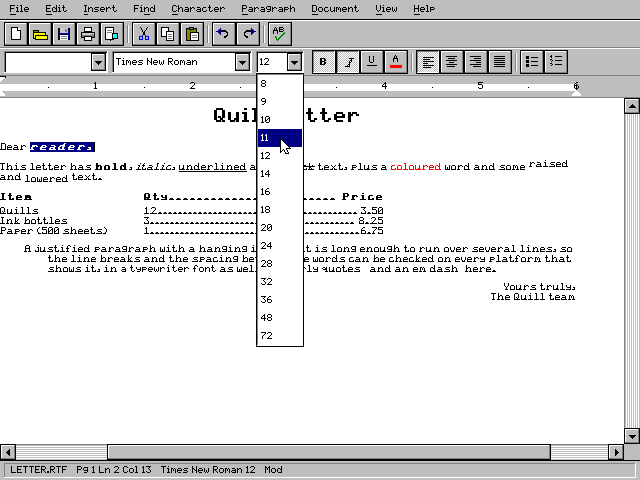 File Edit Insert Find Character Paragraph Document View Help
ABC
Times New Roman 12 B I U A
1 2 4 5 6
8
9
10
11
12
14
16
18
20
24
28
32
36
48
72
Dear reader,
This letter has bold, italic, underlined text, plus a coloured word and some raised
and lowered text.
Item Qty Price
Quills 12 3.50
Ink bottles 3 8.25
Paper (500 sheets) 1 6.75
A justified paragraph with a hanging t is long enough to run over several lines, so
the line breaks and the spacing words can be checked on every platform that
shows it, in a typewriter font as quotes and an em dash here.
Yours truly,
The Quill team
LETTER.RTF Pg 1 Ln 2 Col 13 Times New Roman 12 Mod